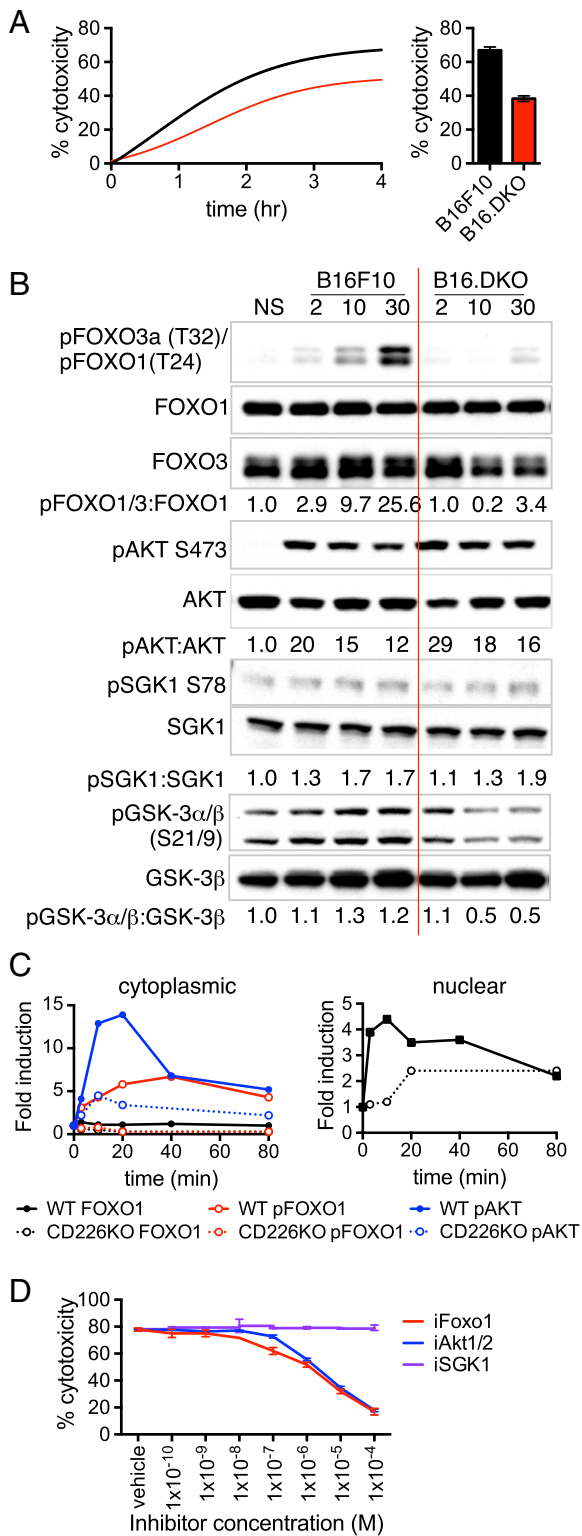 A
% cytotoxicity
80
60
40
20
0
0 1 2 3 4
time (hr)
% cytotoxicity
80
60
40
20
0
B16F10
B16.DKO
B
B16F10 B16.DKO
NS 2 10 30 2 10 30
pFOXO3a (T32)/
pFOXO1(T24)
FOXO1
FOXO3
pFOXO1/3:FOXO1 1.0 2.9 9.7 25.6 1.0 0.2 3.4
pAKT S473
AKT
pAKT:AKT 1.0 20 15 12 29 18 16
pSGK1 S78
SGK1
pSGK1:SGK1 1.0 1.3 1.7 1.7 1.1 1.3 1.9
pGSK-3α/β
(S21/9)
GSK-3β
pGSK-3α/β:GSK-3β 1.0 1.1 1.3 1.2 1.1 0.5 0.5
C
cytoplasmic
Fold induction
15
10
5
0
0 20 40 60 80
time (min)
nuclear
Fold induction
5
4
3
2
1
0
0 20 40 60 80
time (min)
WT FOXO1 WT pFOXO1 WT pAKT
CD226KO FOXO1 CD226KO pFOXO1 CD226KO pAKT
D
% cytotoxicity
100
80
60
40
20
0
vehicle
1x10-10
1x10-9
1x10-8
1x10-7
1x10-6
1x10-5
1x10-4
Inhibitor concentration (M)
iFoxo1
iAkt1/2
iSGK1